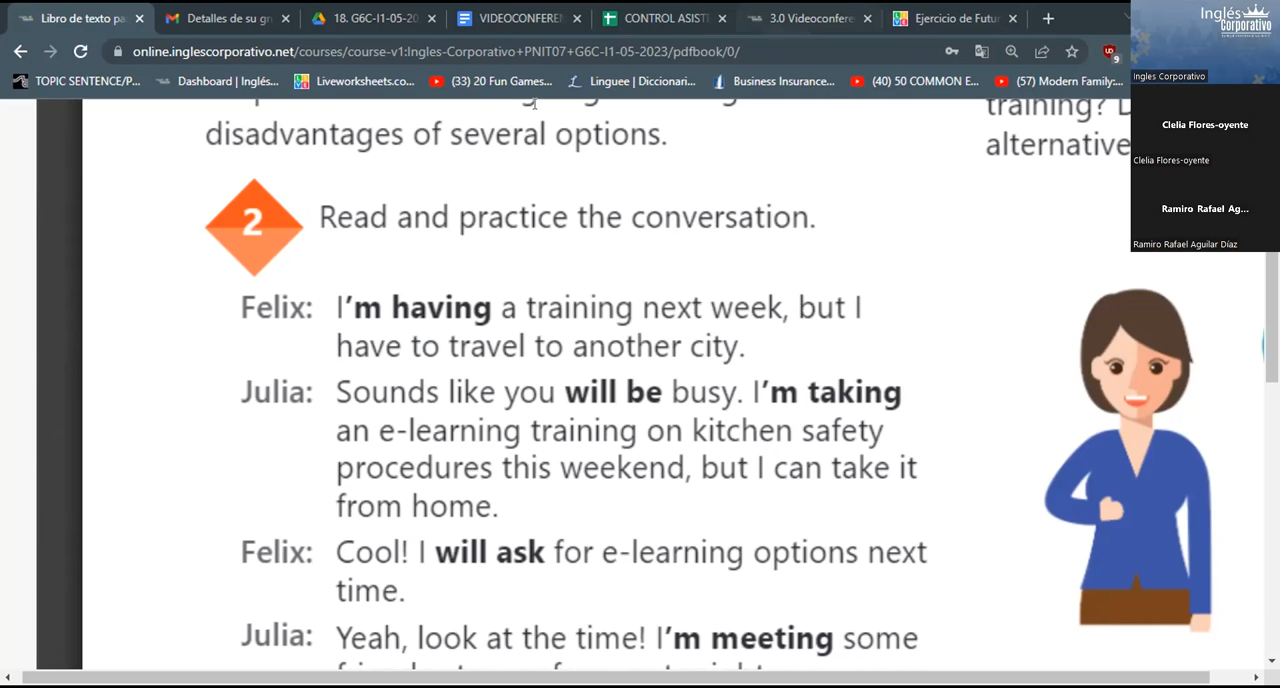 Libro de texto pa
Detalles de su gr
18. G6C-I1-05-20
VIDEOCONFEREN
CONTROL ASIST
3.0 Videoconfere
Ejercicio de Futur
online.inglescorporativo.net/courses/course-v1:Ingles-Corporativo+PNIT07+G6C-I1-05-2023/pdfbook/0/
9
TOPIC SENTENCE/P...
Dashboard | Inglés...
Liveworksheets.co...
(33) 20 Fun Games...
Linguee | Diccionari...
Business Insurance...
(40) 50 COMMON E...
(57) Modern Family:...
Inglés
Corporativo
Ingles Corporativo
Clelia Flores-oyente
Clelia Flores-oyente
Ramiro Rafael Ag...
Ramiro Rafael Aguilar Díaz
disadvantages of several options.
training?
alternative
2
Read and practice the conversation.
Felix: I'm having a training next week, but I
have to travel to another city.
Julia: Sounds like you will be busy. I'm taking
an e-learning training on kitchen safety
procedures this weekend, but I can take it
from home.
Felix: Cool! I will ask for e-learning options next
time.
Julia: Yeah, look at the time! I'm meeting some